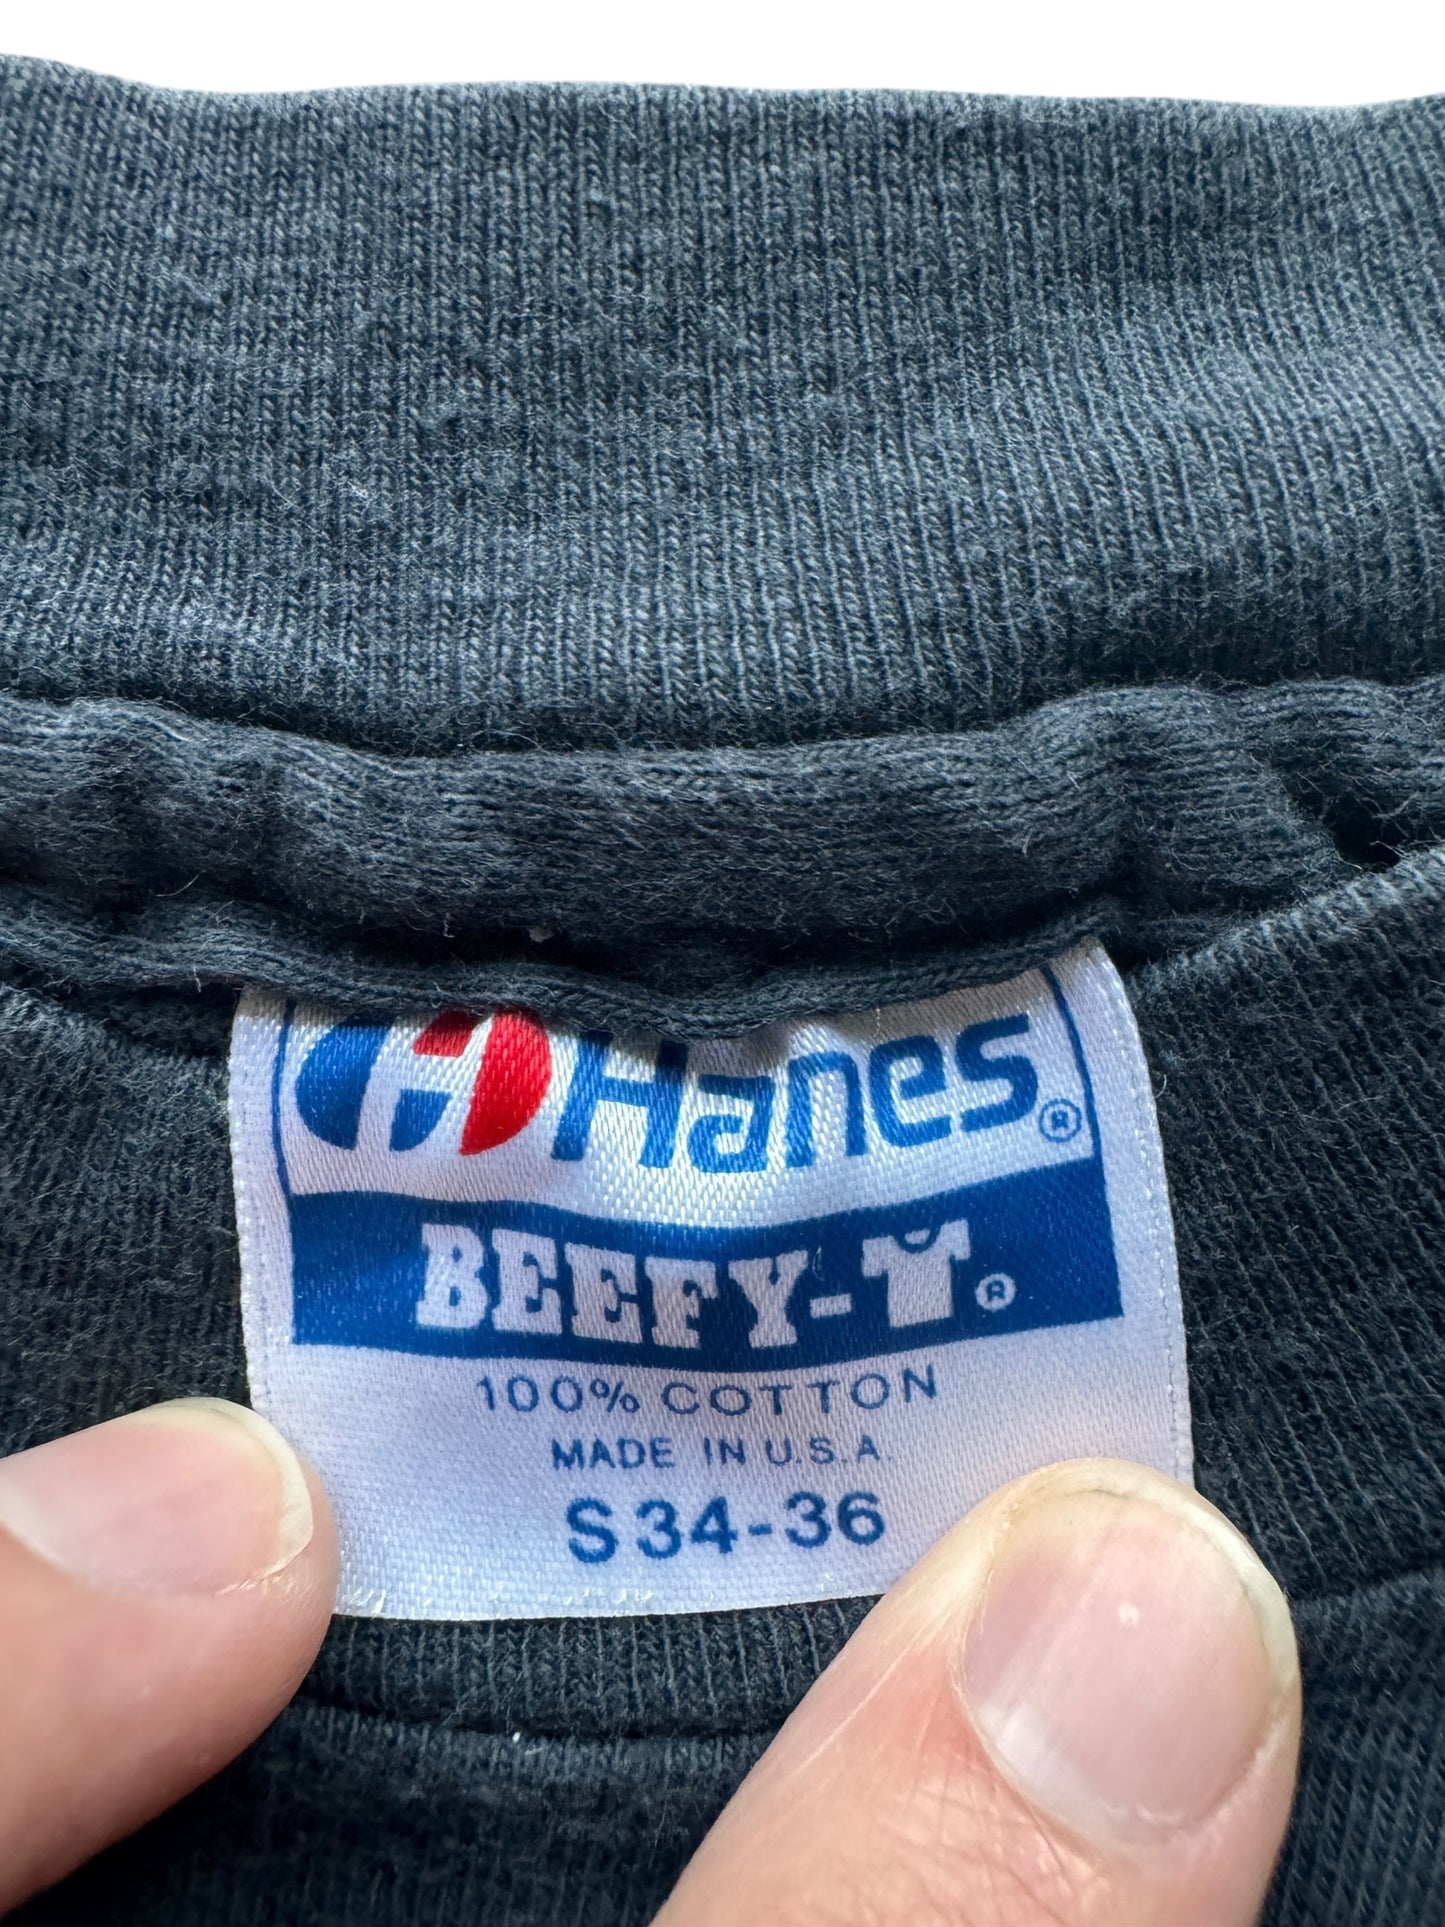 Hanes®
BEEFY-T®
100% COTTON
MADE IN U.S.A.
S 34-36